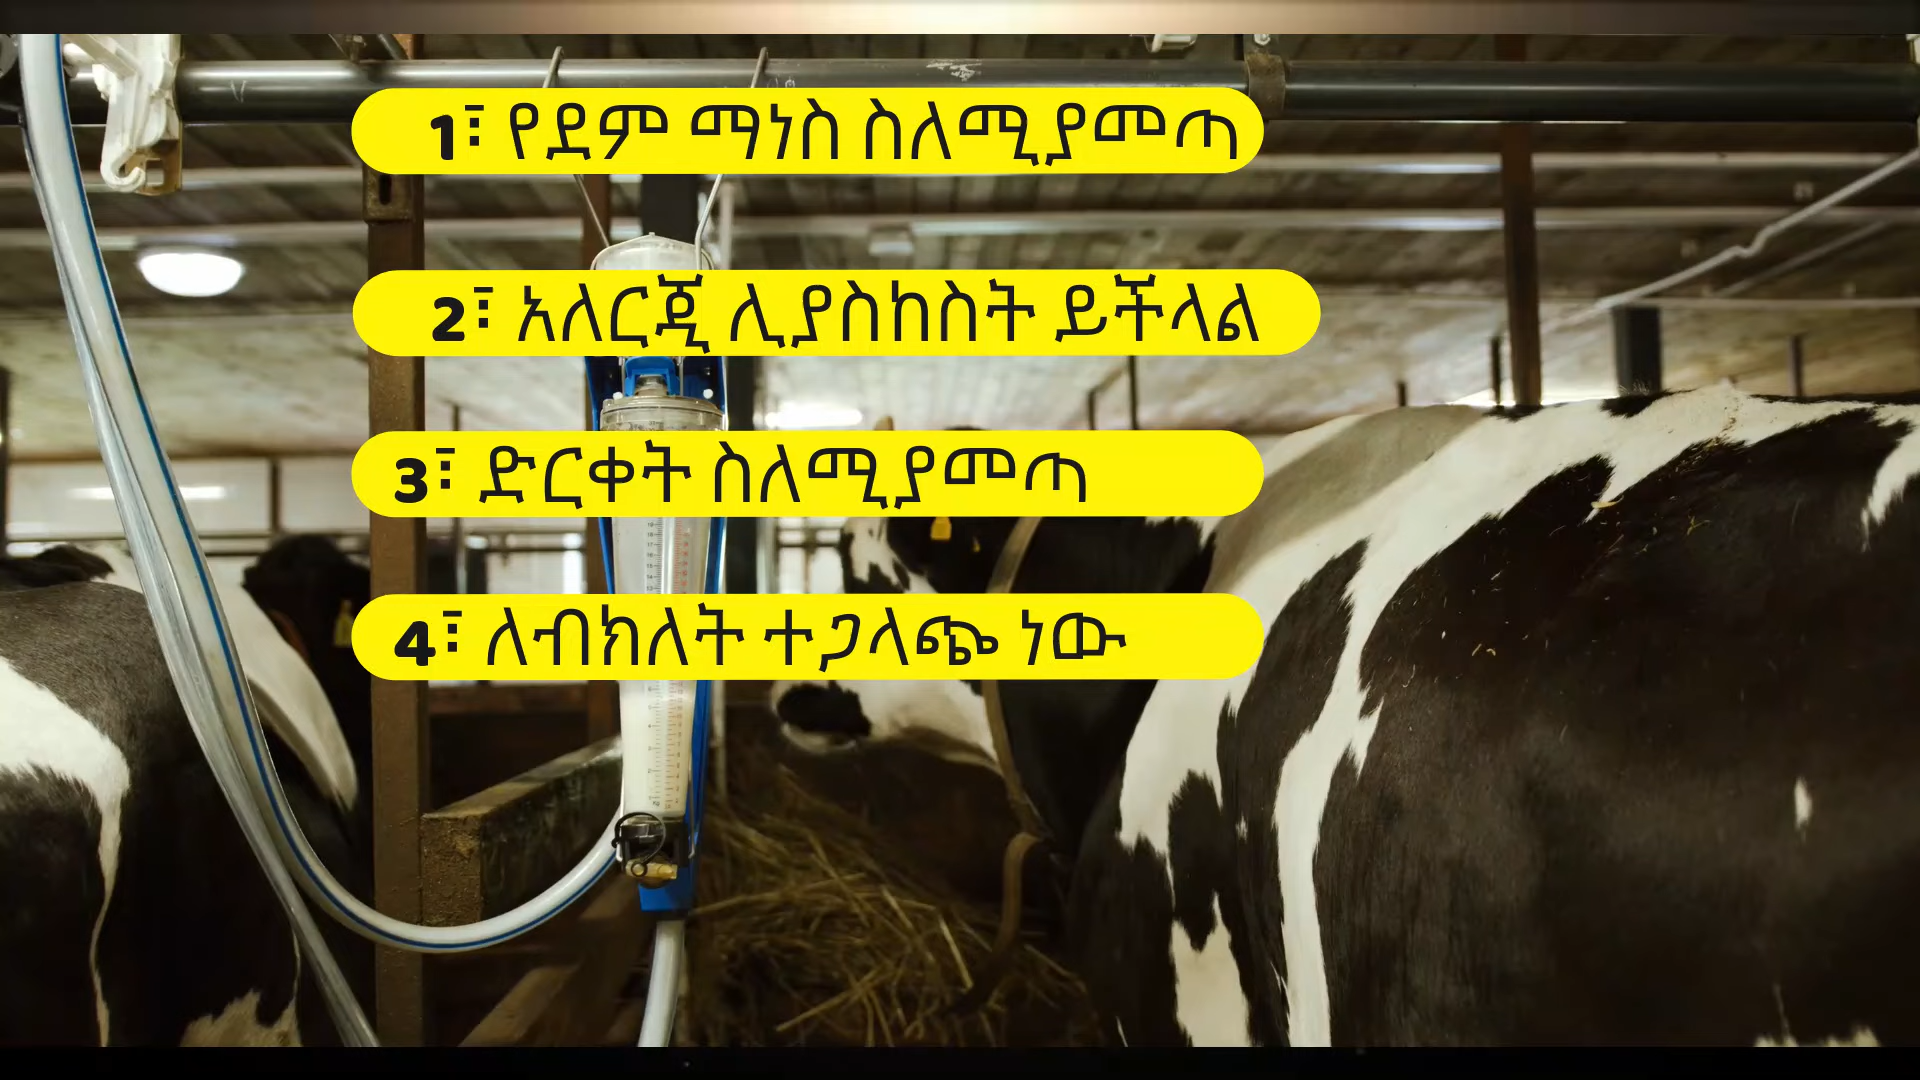 1፣ የደም ማነስ ስለሚያመጣ
2፣ አለርጂ ሊያስከስት ይችላል
3፣ ድርቀት ስለሚያመጣ
4፣ ለብክለት ተጋላጭ ነው